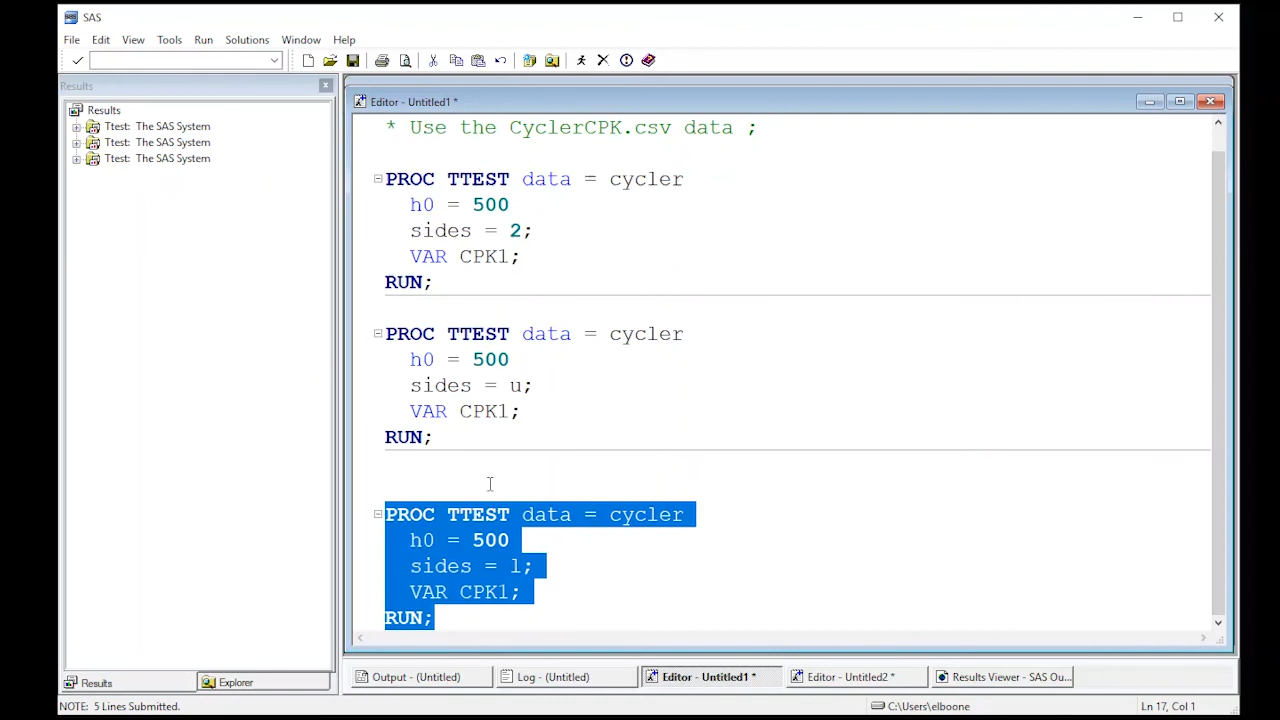 SAS
File Edit View Tools Run Solutions Window Help
Results
Results
Ttest: The SAS System
Ttest: The SAS System
Ttest: The SAS System
Editor - Untitled1 *
* Use the CyclerCPK.csv data ;
PROC TTEST data = cycler
h0 = 500
sides = 2;
VAR CPK1;
RUN;
PROC TTEST data = cycler
h0 = 500
sides = u;
VAR CPK1;
RUN;
PROC TTEST data = cycler
h0 = 500
sides = l;
VAR CPK1;
RUN;
Results Explorer
Output - (Untitled) Log - (Untitled) Editor - Untitled1 * Editor - Untitled2 * Results Viewer - SAS Ou...
NOTE: 5 Lines Submitted. C:\Users\elboone Ln 17, Col 1